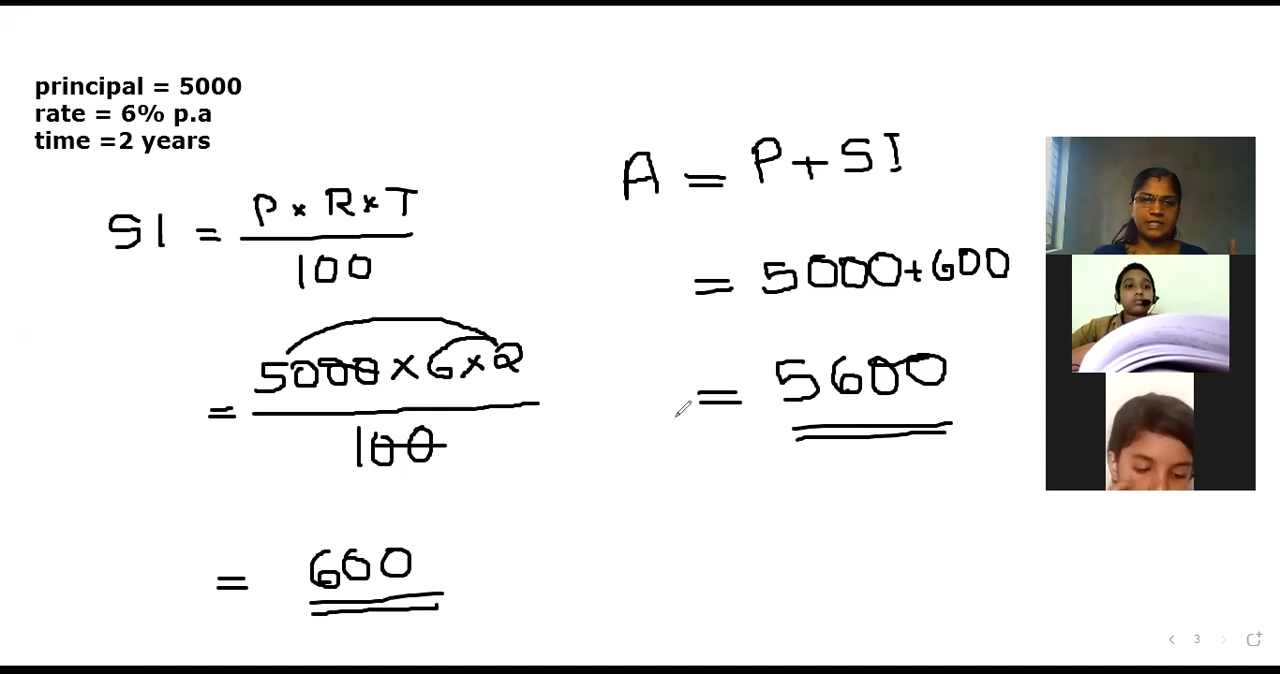 principal = 5000
rate = 6% p.a
time =2 years
SI = P × R × T
100
= 5000 × 6 × 2
100
= 600
A = P + SI
= 5000 + 600
= 5600
3